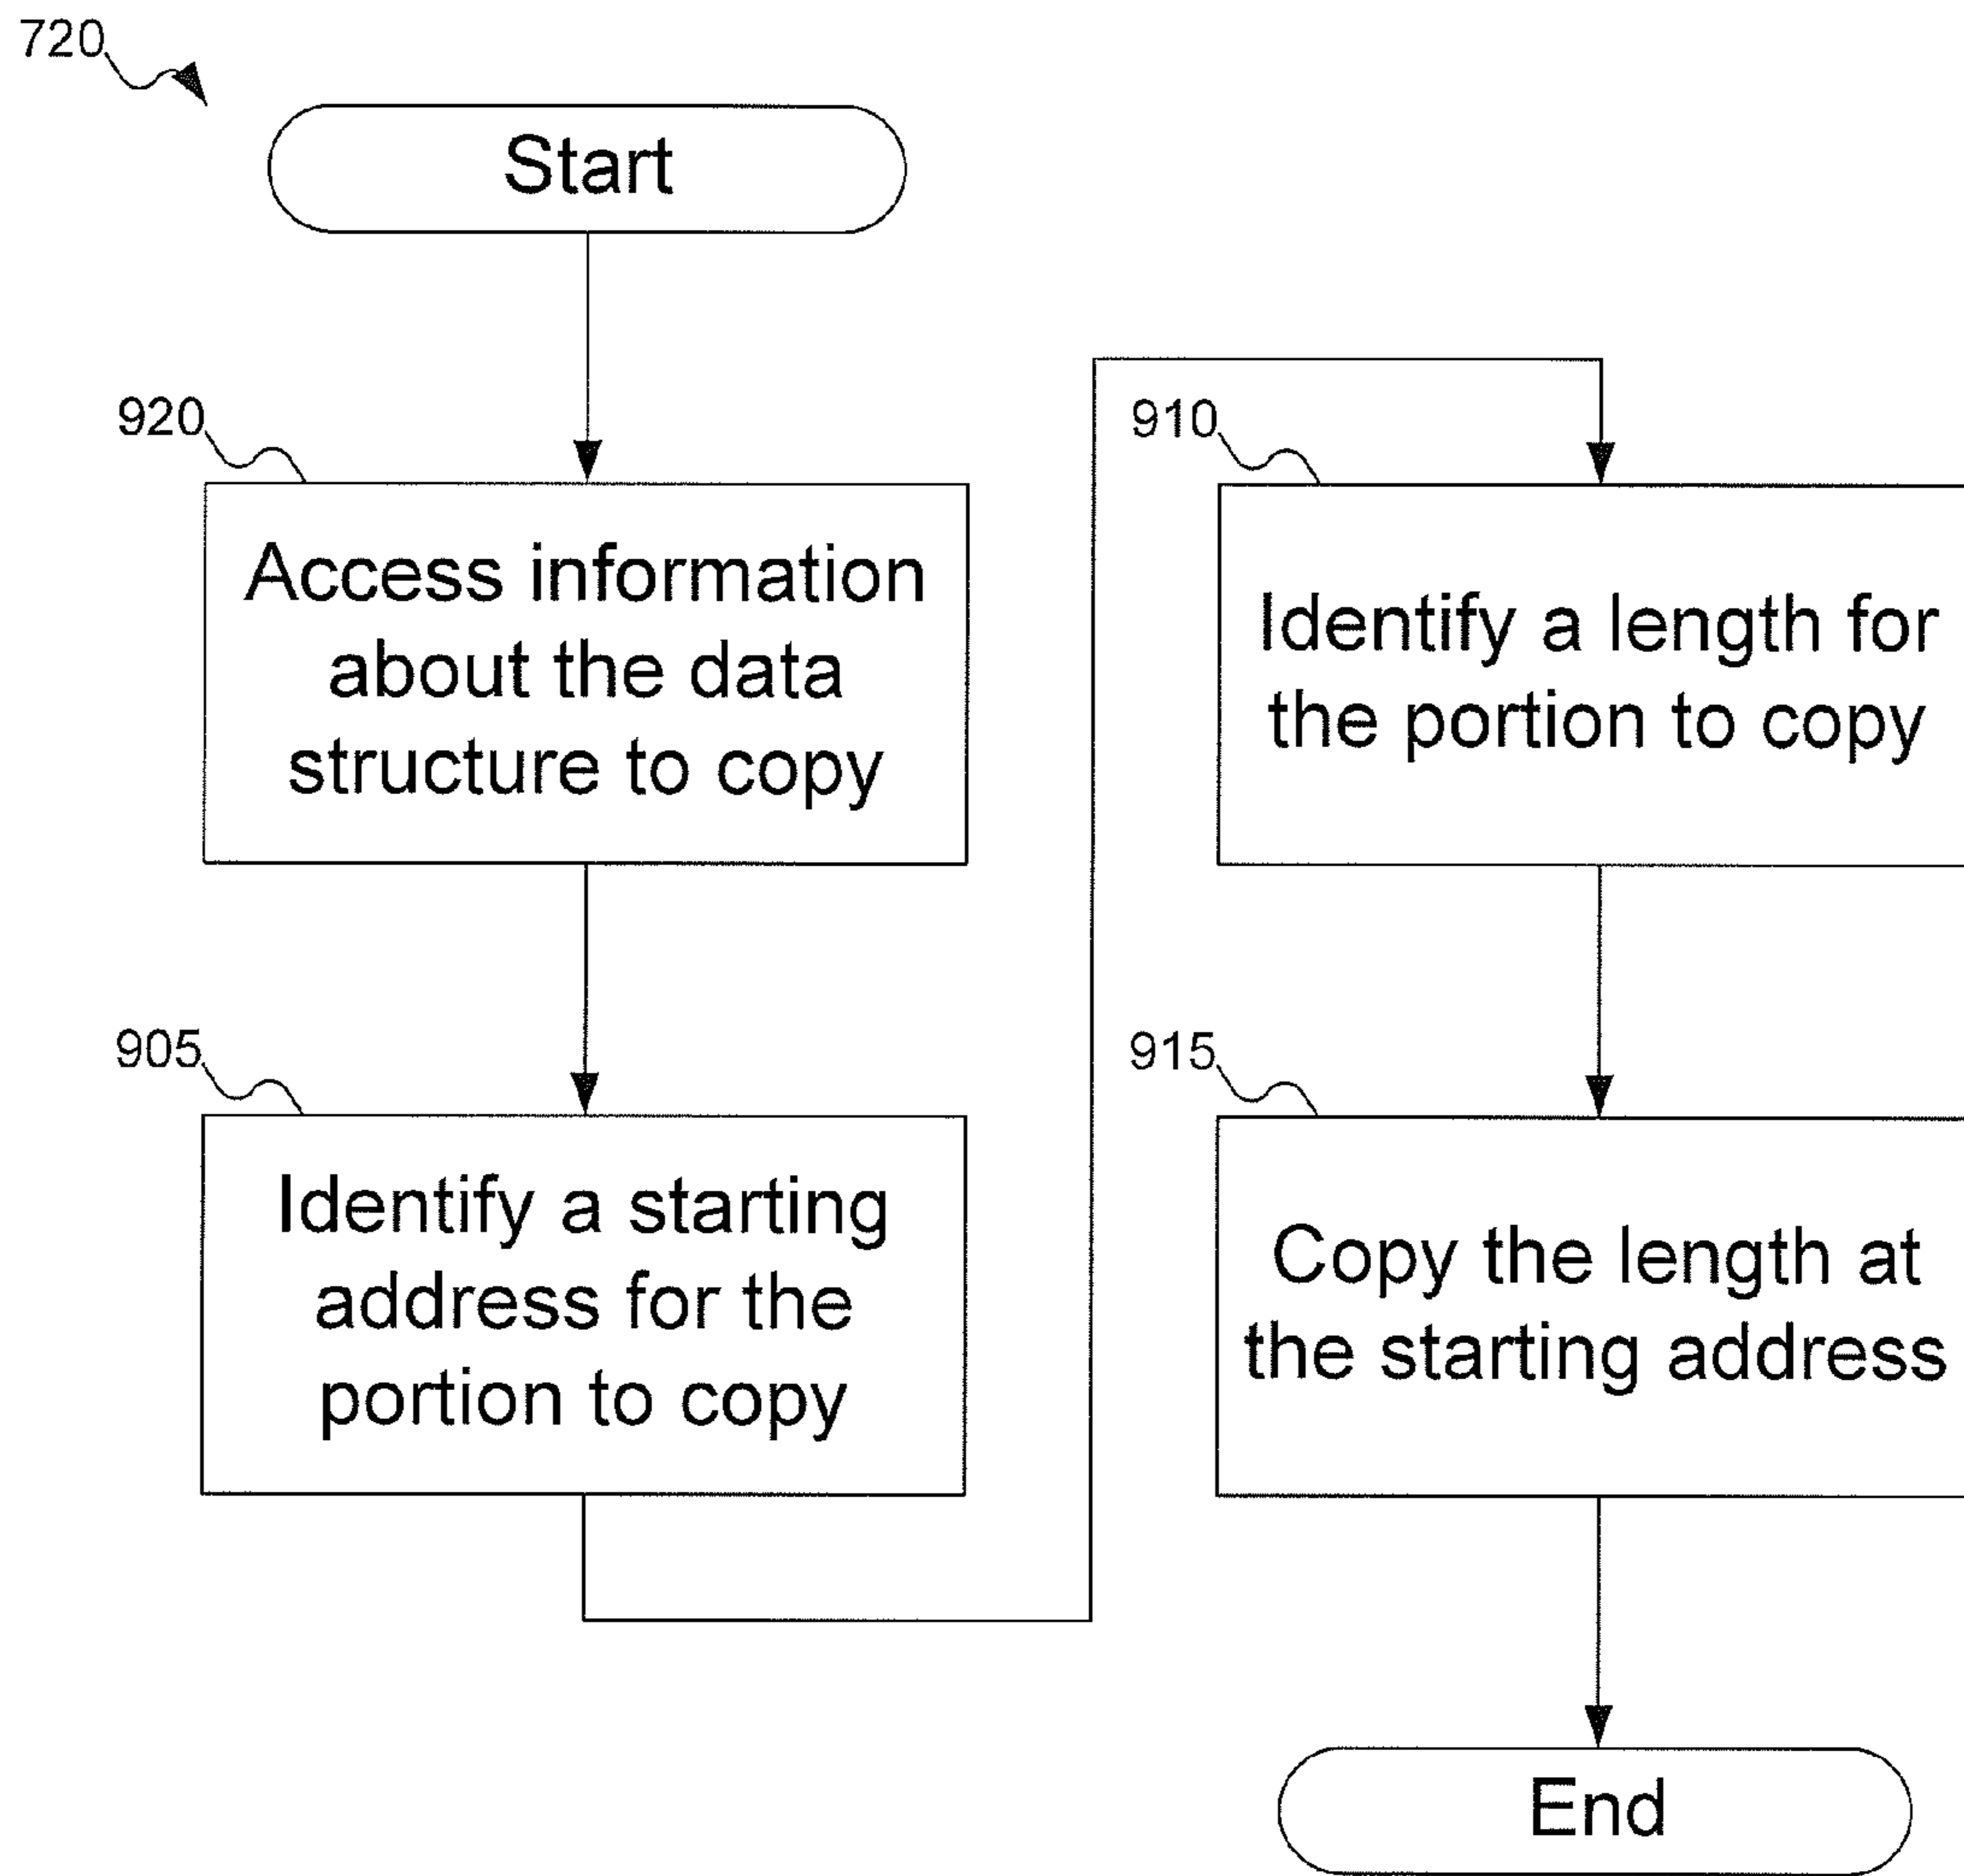 720
Start
920
Access information
about the data
structure to copy
905
Identify a starting
address for the
portion to copy
910
Identify a length for
the portion to copy
915
Copy the length at
the starting address
End